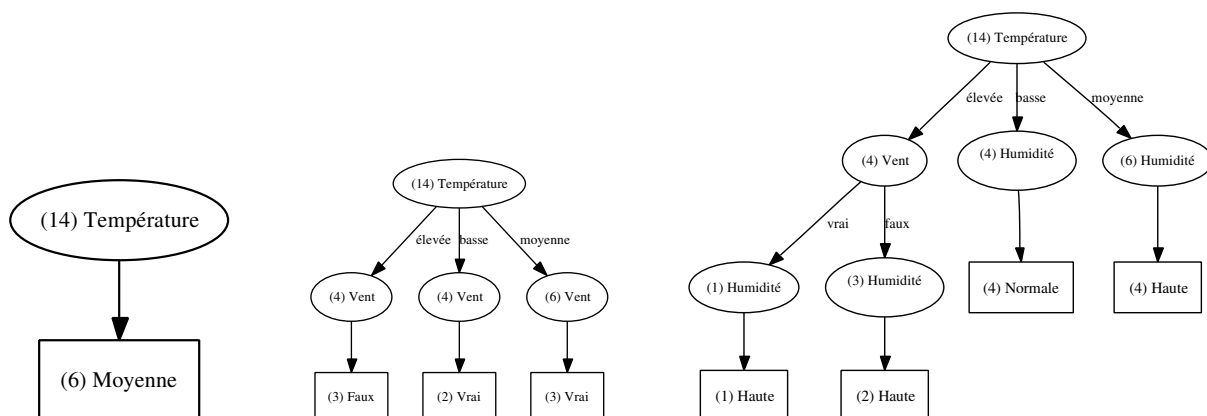 (14) Température
(6) Moyenne
(14) Température
élevée basse moyenne
(4) Vent (4) Vent (6) Vent
(3) Faux (2) Vrai (3) Vrai
(14) Température
élevée basse moyenne
(4) Vent (4) Humidité (6) Humidité
vrai faux
(1) Humidité (3) Humidité (4) Normale (4) Haute
(1) Haute (2) Haute